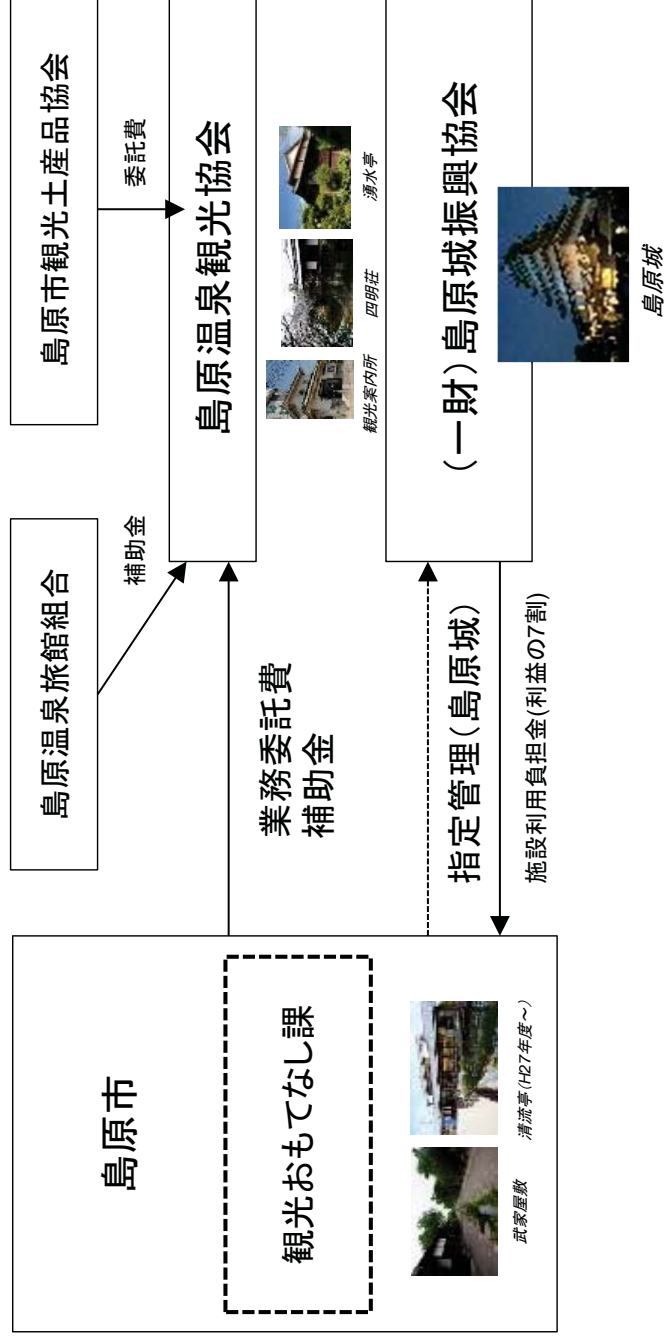 島原市
観光おもてなし課
武家屋敷
清流亭(H27年度～)
島原温泉旅館組合
補助金
島原市観光土産品協会
委託費
業務委託費
補助金
島原温泉観光協会
観光案内所
四明荘
湧水亭
指定管理(島原城)
施設利用負担金(利益の7割)
(一財)島原城振興協会
島原城